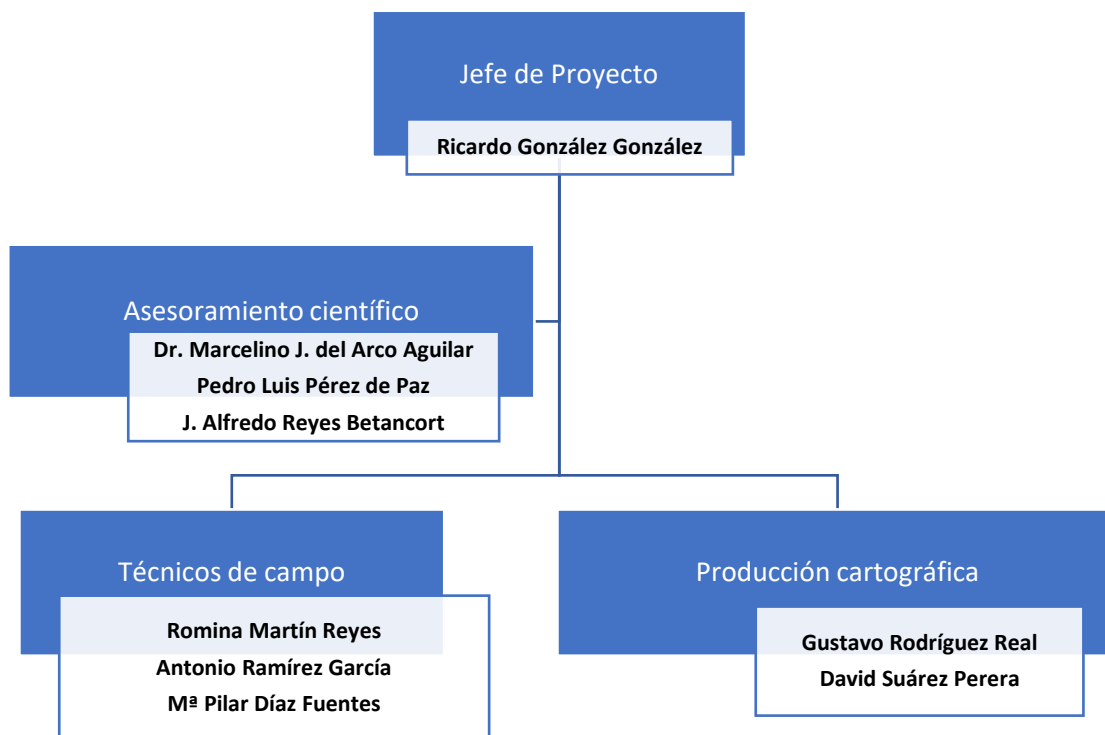 Jefe de Proyecto
Ricardo González González
Asesoramiento científico
Dr. Marcelino J. del Arco Aguilar
Pedro Luis Pérez de Paz
J. Alfredo Reyes Betancort
Técnicos de campo
Romina Martín Reyes
Antonio Ramírez García
Mª Pilar Díaz Fuentes
Producción cartográfica
Gustavo Rodríguez Real
David Suárez Perera